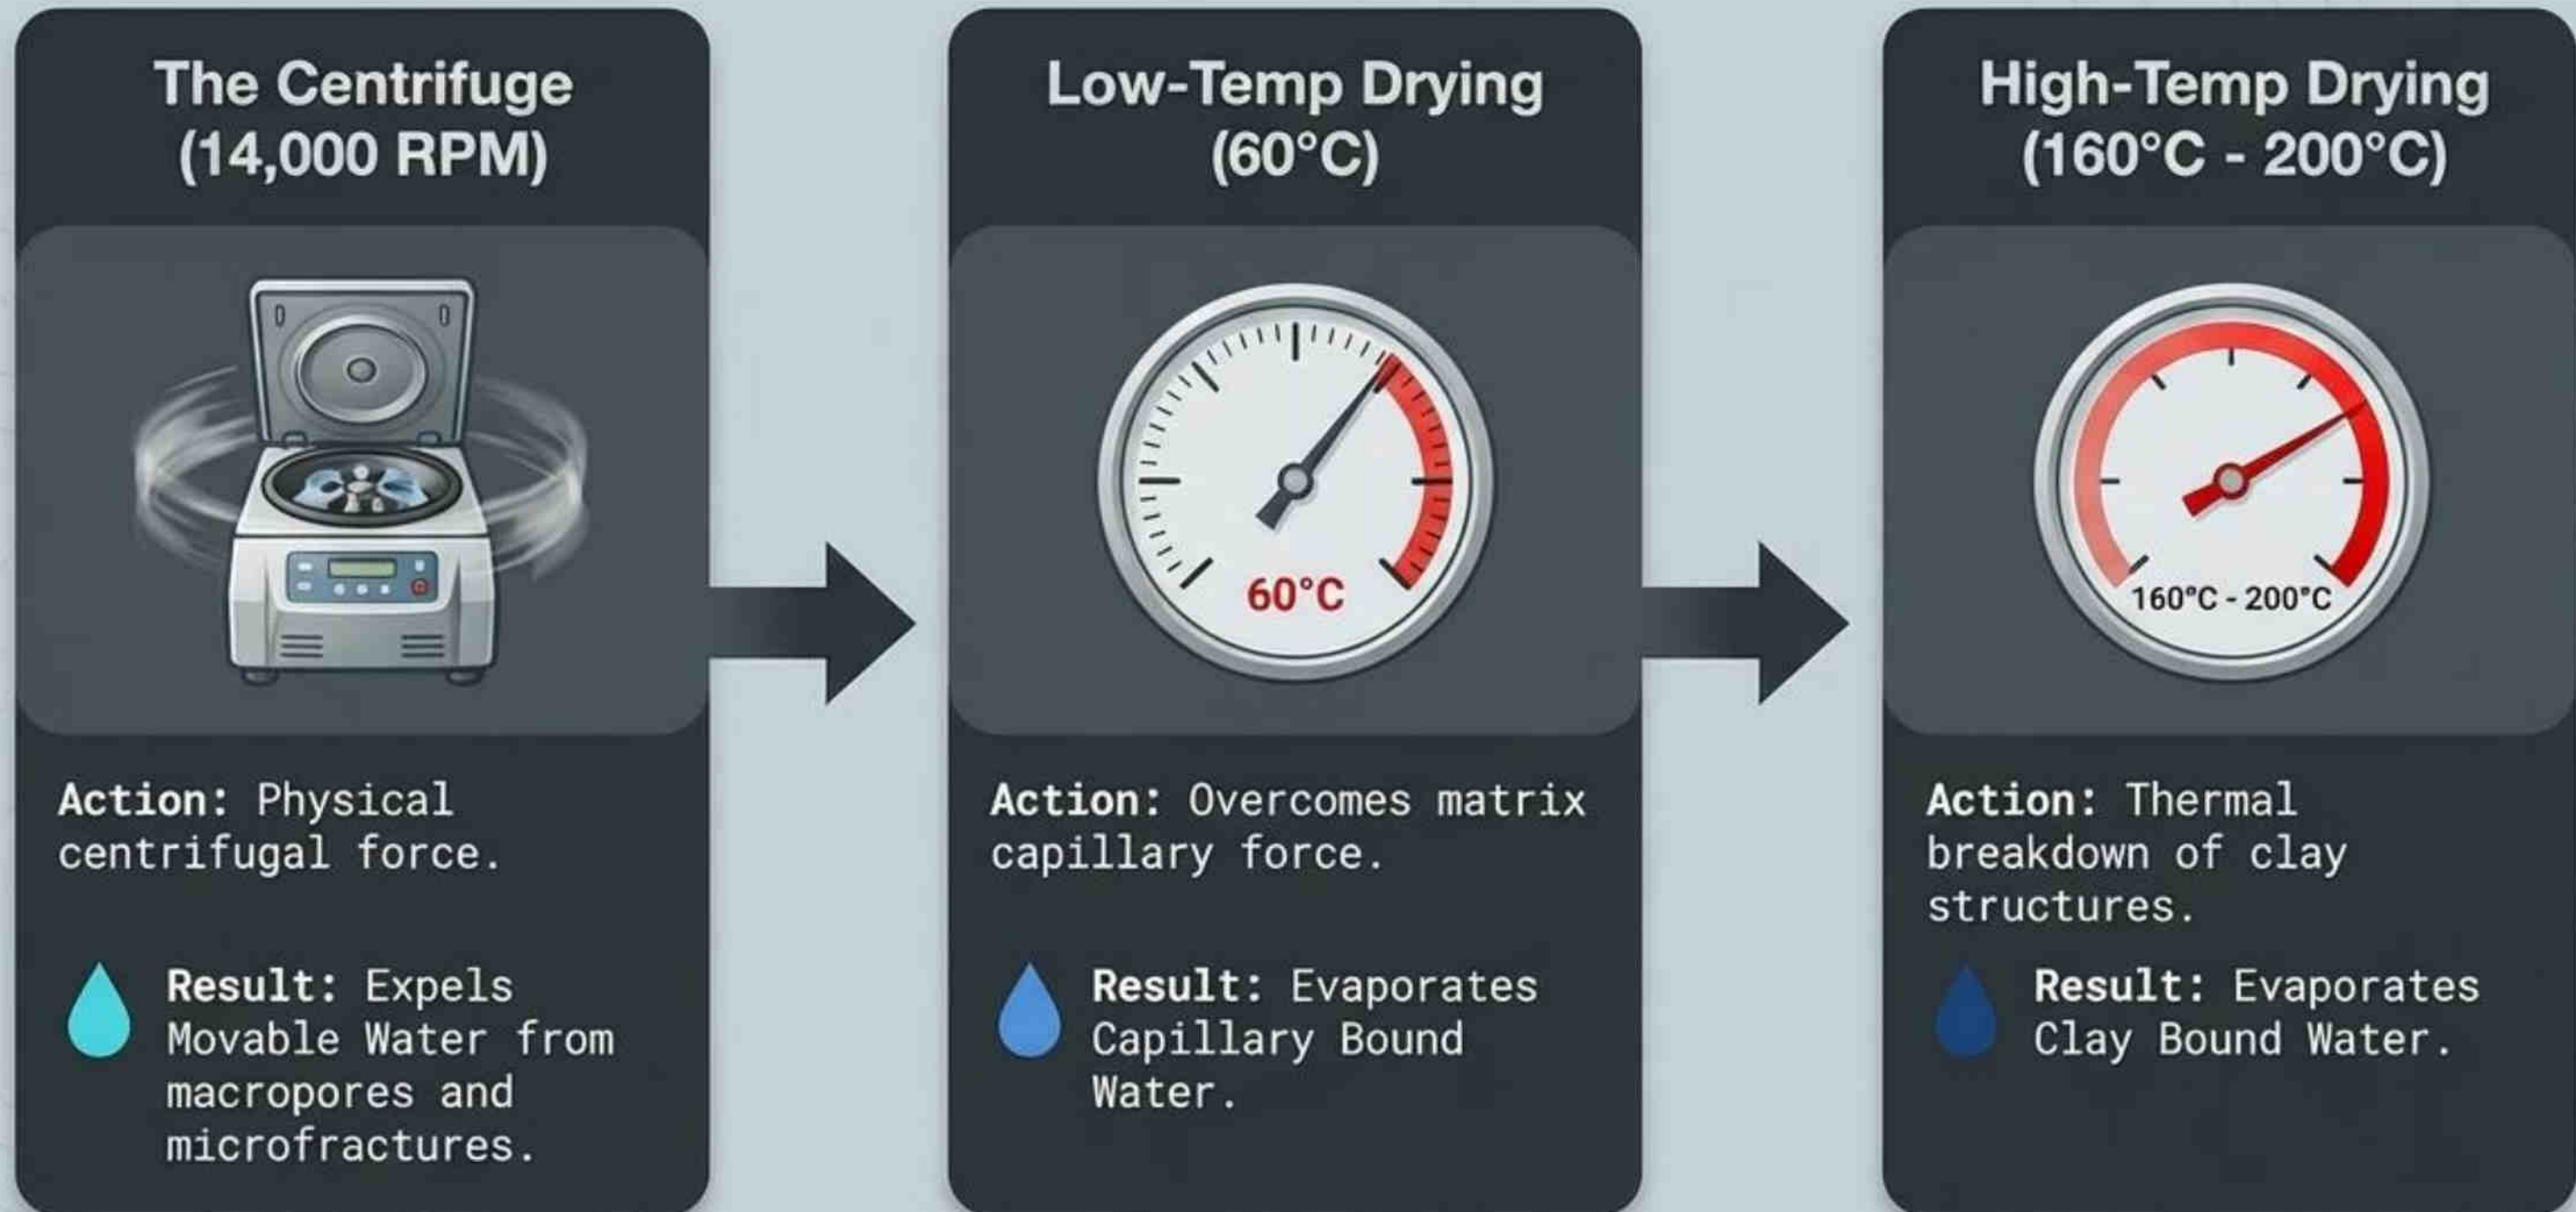 The Centrifuge
(14,000 RPM)
Action: Physical
centrifugal force.
Result: Expels
Movable Water from
macropores and
microfractures.
Low-Temp Drying
(60°C)
60°C
Action: Overcomes matrix
capillary force.
Result: Evaporates
Capillary Bound
Water.
High-Temp Drying
(160°C - 200°C)
160°C - 200°C
Action: Thermal
breakdown of clay
structures.
Result: Evaporates
Clay Bound Water.